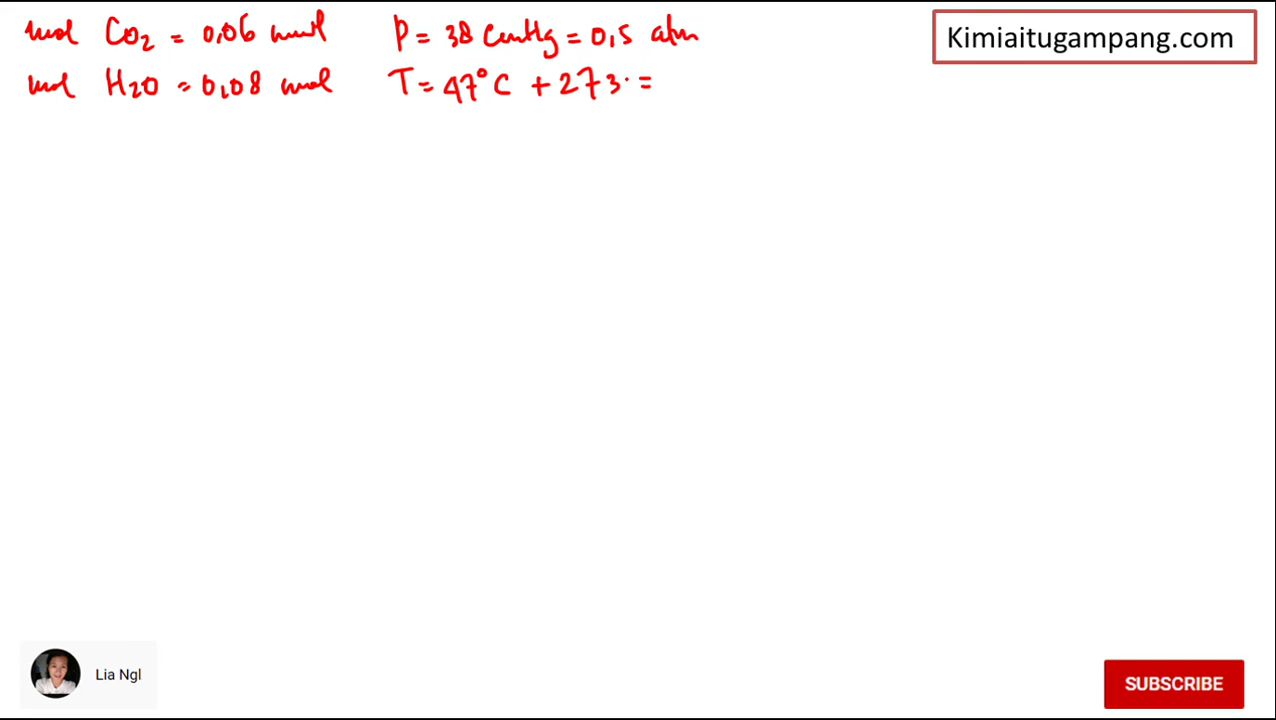 mol CO2 = 0,06 mol P = 38 CmHg = 0,5 atm
mol H2O = 0,08 mol T = 47°C + 273 =
Kimiaitugampang.com
Lia Ngl
SUBSCRIBE